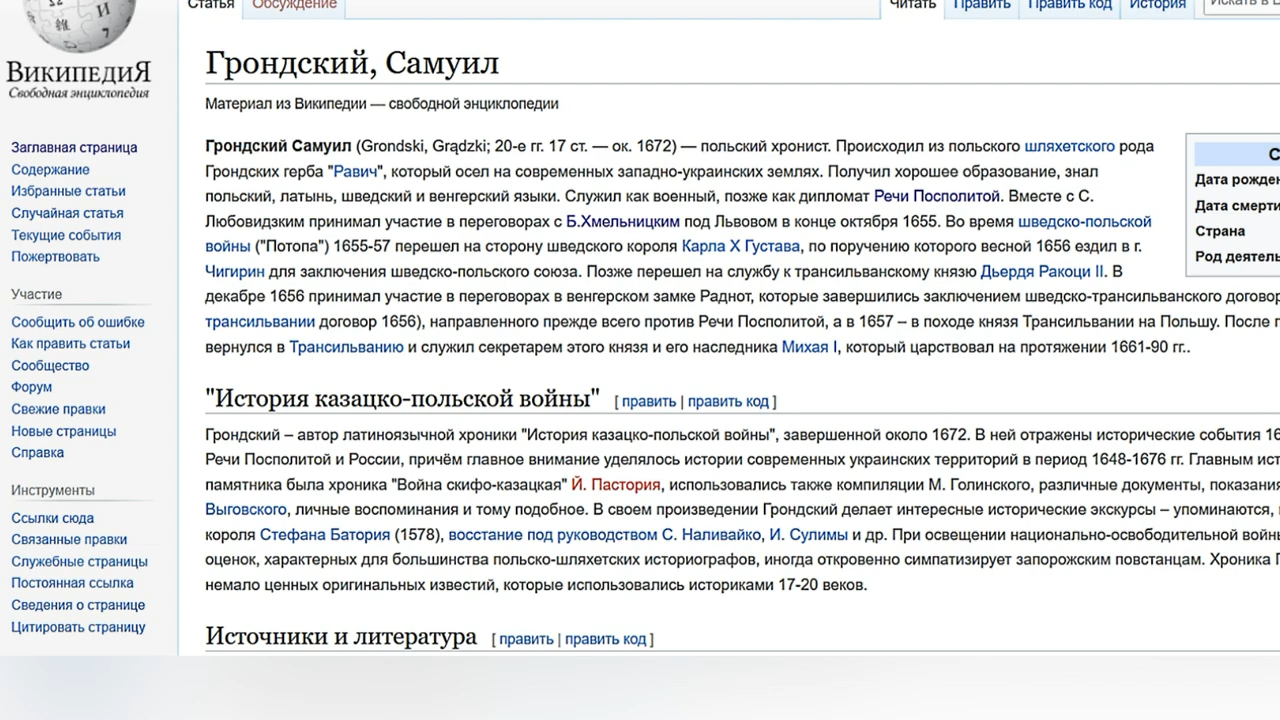 Статья Обсуждение Читать Править Править код История Искать в
ВикипедиЯ
Свободная энциклопедия
Заглавная страница
Содержание
Избранные статьи
Случайная статья
Текущие события
Пожертвовать
Участие
Сообщить об ошибке
Как править статьи
Сообщество
Форум
Свежие правки
Новые страницы
Справка
Инструменты
Ссылки сюда
Связанные правки
Служебные страницы
Постоянная ссылка
Сведения о странице
Цитировать страницу
Грондский, Самуил
Материал из Википедии — свободной энциклопедии
Грондский Самуил (Grondski, Grądzki; 20-е гг. 17 ст. — ок. 1672) — польский хронист. Происходил из польского шляхетского рода
Грондских герба "Равич", который осел на современных западно-украинских землях. Получил хорошее образование, знал
польский, латынь, шведский и венгерский языки. Служил как военный, позже как дипломат Речи Посполитой. Вместе с С.
Любовидзким принимал участие в переговорах с Б.Хмельницким под Львовом в конце октября 1655. Во время шведско-польской
войны ("Потопа") 1655-57 перешел на сторону шведского короля Карла X Густава, по поручению которого весной 1656 ездил в г.
Чигирин для заключения шведско-польского союза. Позже перешел на службу к трансильванскому князю Дьердя Ракоци II. В
декабре 1656 принимал участие в переговорах в венгерском замке Раднот, которые завершились заключением шведско-трансильванского договор
трансильвании договор 1656), направленного прежде всего против Речи Посполитой, а в 1657 – в походе князя Трансильвании на Польшу. После
вернулся в Трансильванию и служил секретарем этого князя и его наследника Михая I, который царствовал на протяжении 1661-90 гг..
Дата рожден
Дата смерти
Страна
Род деятель
"История казацко-польской войны" [ править | править код ]
Грондский – автор латиноязычной хроники "История казацко-польской войны", завершенной около 1672. В ней отражены исторические события 16
Речи Посполитой и России, причём главное внимание уделялось истории современных украинских территорий в период 1648-1676 гг. Главным ист
памятника была хроника "Война скифо-казацкая" Й. Пастория, использовались также компиляции М. Голинского, различные документы, показания
Выговского, личные воспоминания и тому подобное. В своем произведении Грондский делает интересные исторические экскурсы – упоминаются,
короля Стефана Батория (1578), восстание под руководством С. Наливайко, И. Сулимы и др. При освещении национально-освободительной войны
оценок, характерных для большинства польско-шляхетских историографов, иногда откровенно симпатизирует запорожским повстанцам. Хроника
немало ценных оригинальных известий, которые использовались историками 17-20 веков.
Источники и литература [ править | править код ]